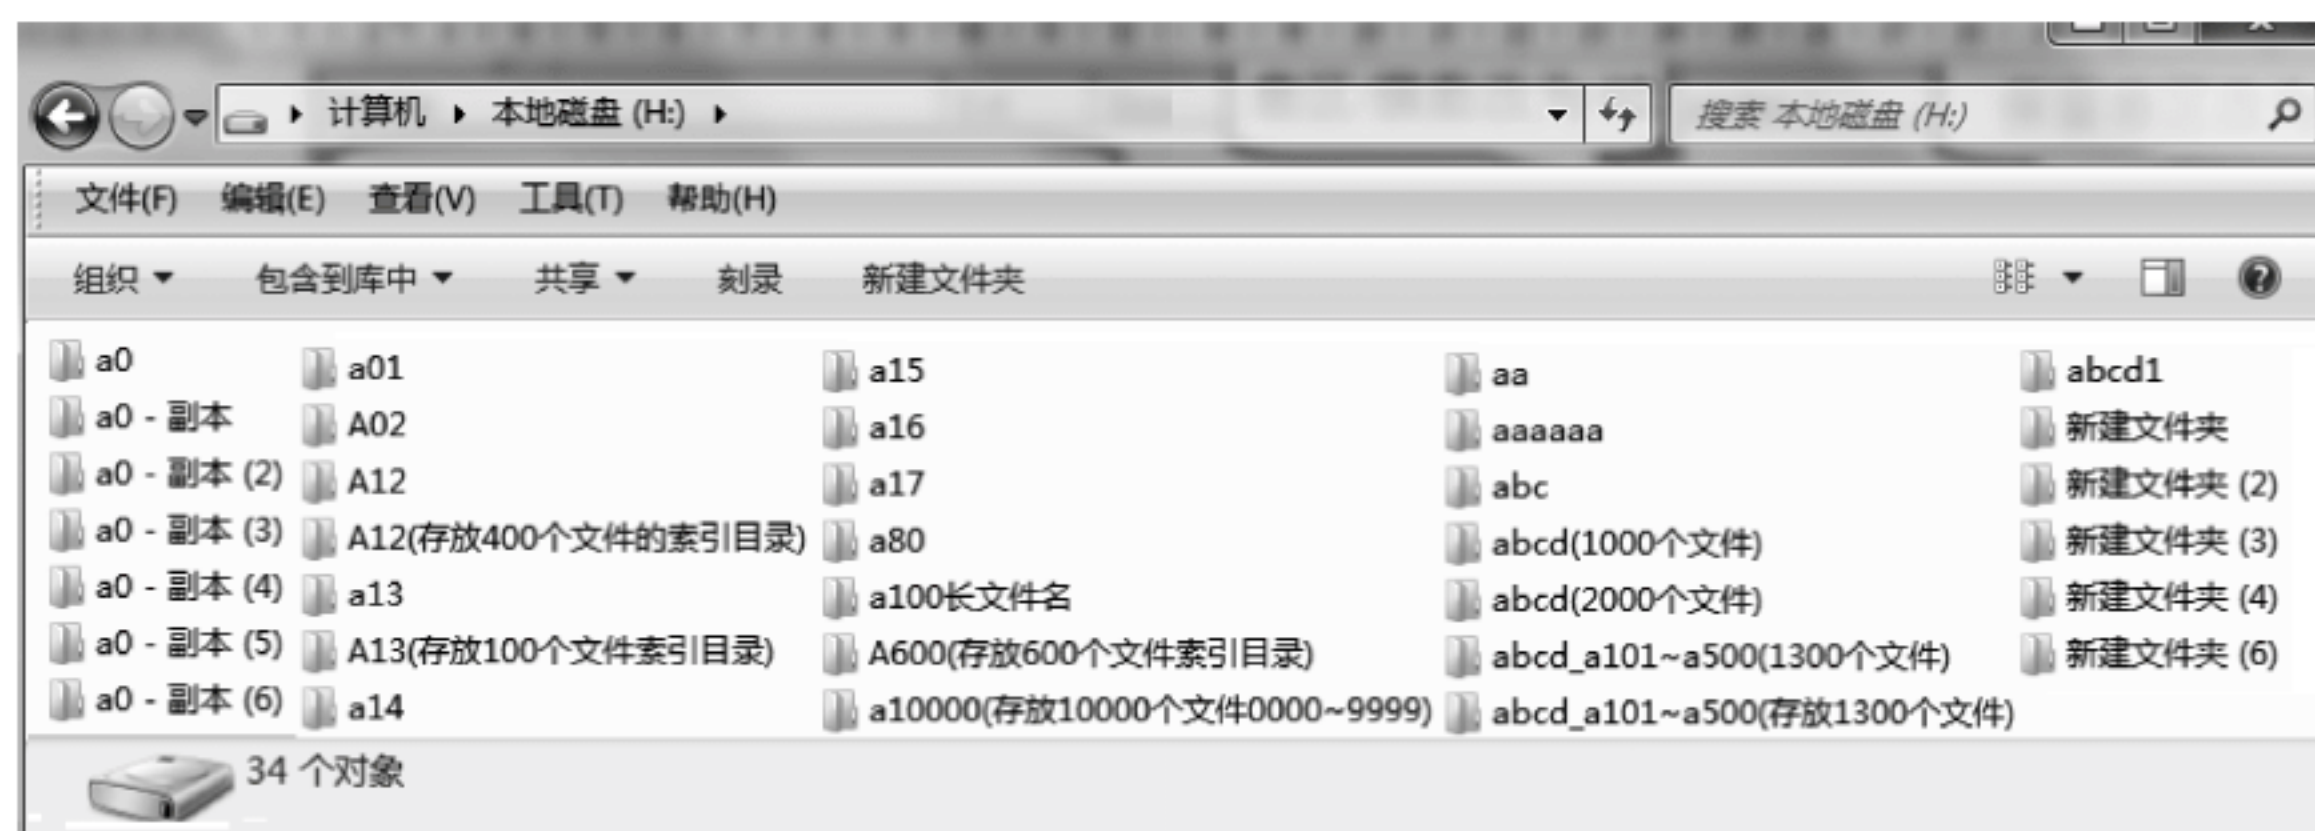 计算机 本地磁盘 (H:) 搜索 本地磁盘 (H:)
文件(F) 编辑(E) 查看(V) 工具(T) 帮助(H)
组织 包含到库中 共享 刻录 新建文件夹
a0
a0 - 副本
a0 - 副本 (2)
a0 - 副本 (3)
a0 - 副本 (4)
a0 - 副本 (5)
a0 - 副本 (6)
a01
A02
A12
A12(存放400个文件的索引目录)
a13
A13(存放100个文件索引目录)
a14
a15
a16
a17
a80
a100长文件名
A600(存放600个文件索引目录)
a10000(存放10000个文件0000~9999)
aa
aaaaaa
abc
abcd(1000个文件)
abcd(2000个文件)
abcd_a101~a500(1300个文件)
abcd_a101~a500(存放1300个文件)
abcd1
新建文件夹
新建文件夹 (2)
新建文件夹 (3)
新建文件夹 (4)
新建文件夹 (6)
34 个对象